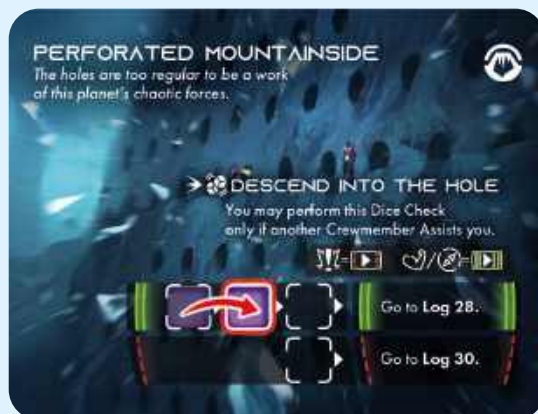 PERFORATED MOUNTAINSIDE
The holes are too regular to be a work
of this planet's chaotic forces.
DESCEND INTO THE HOLE
You may perform this Dice Check
only if another Crewmember Assists you.
Go to Log 28.
Go to Log 30.